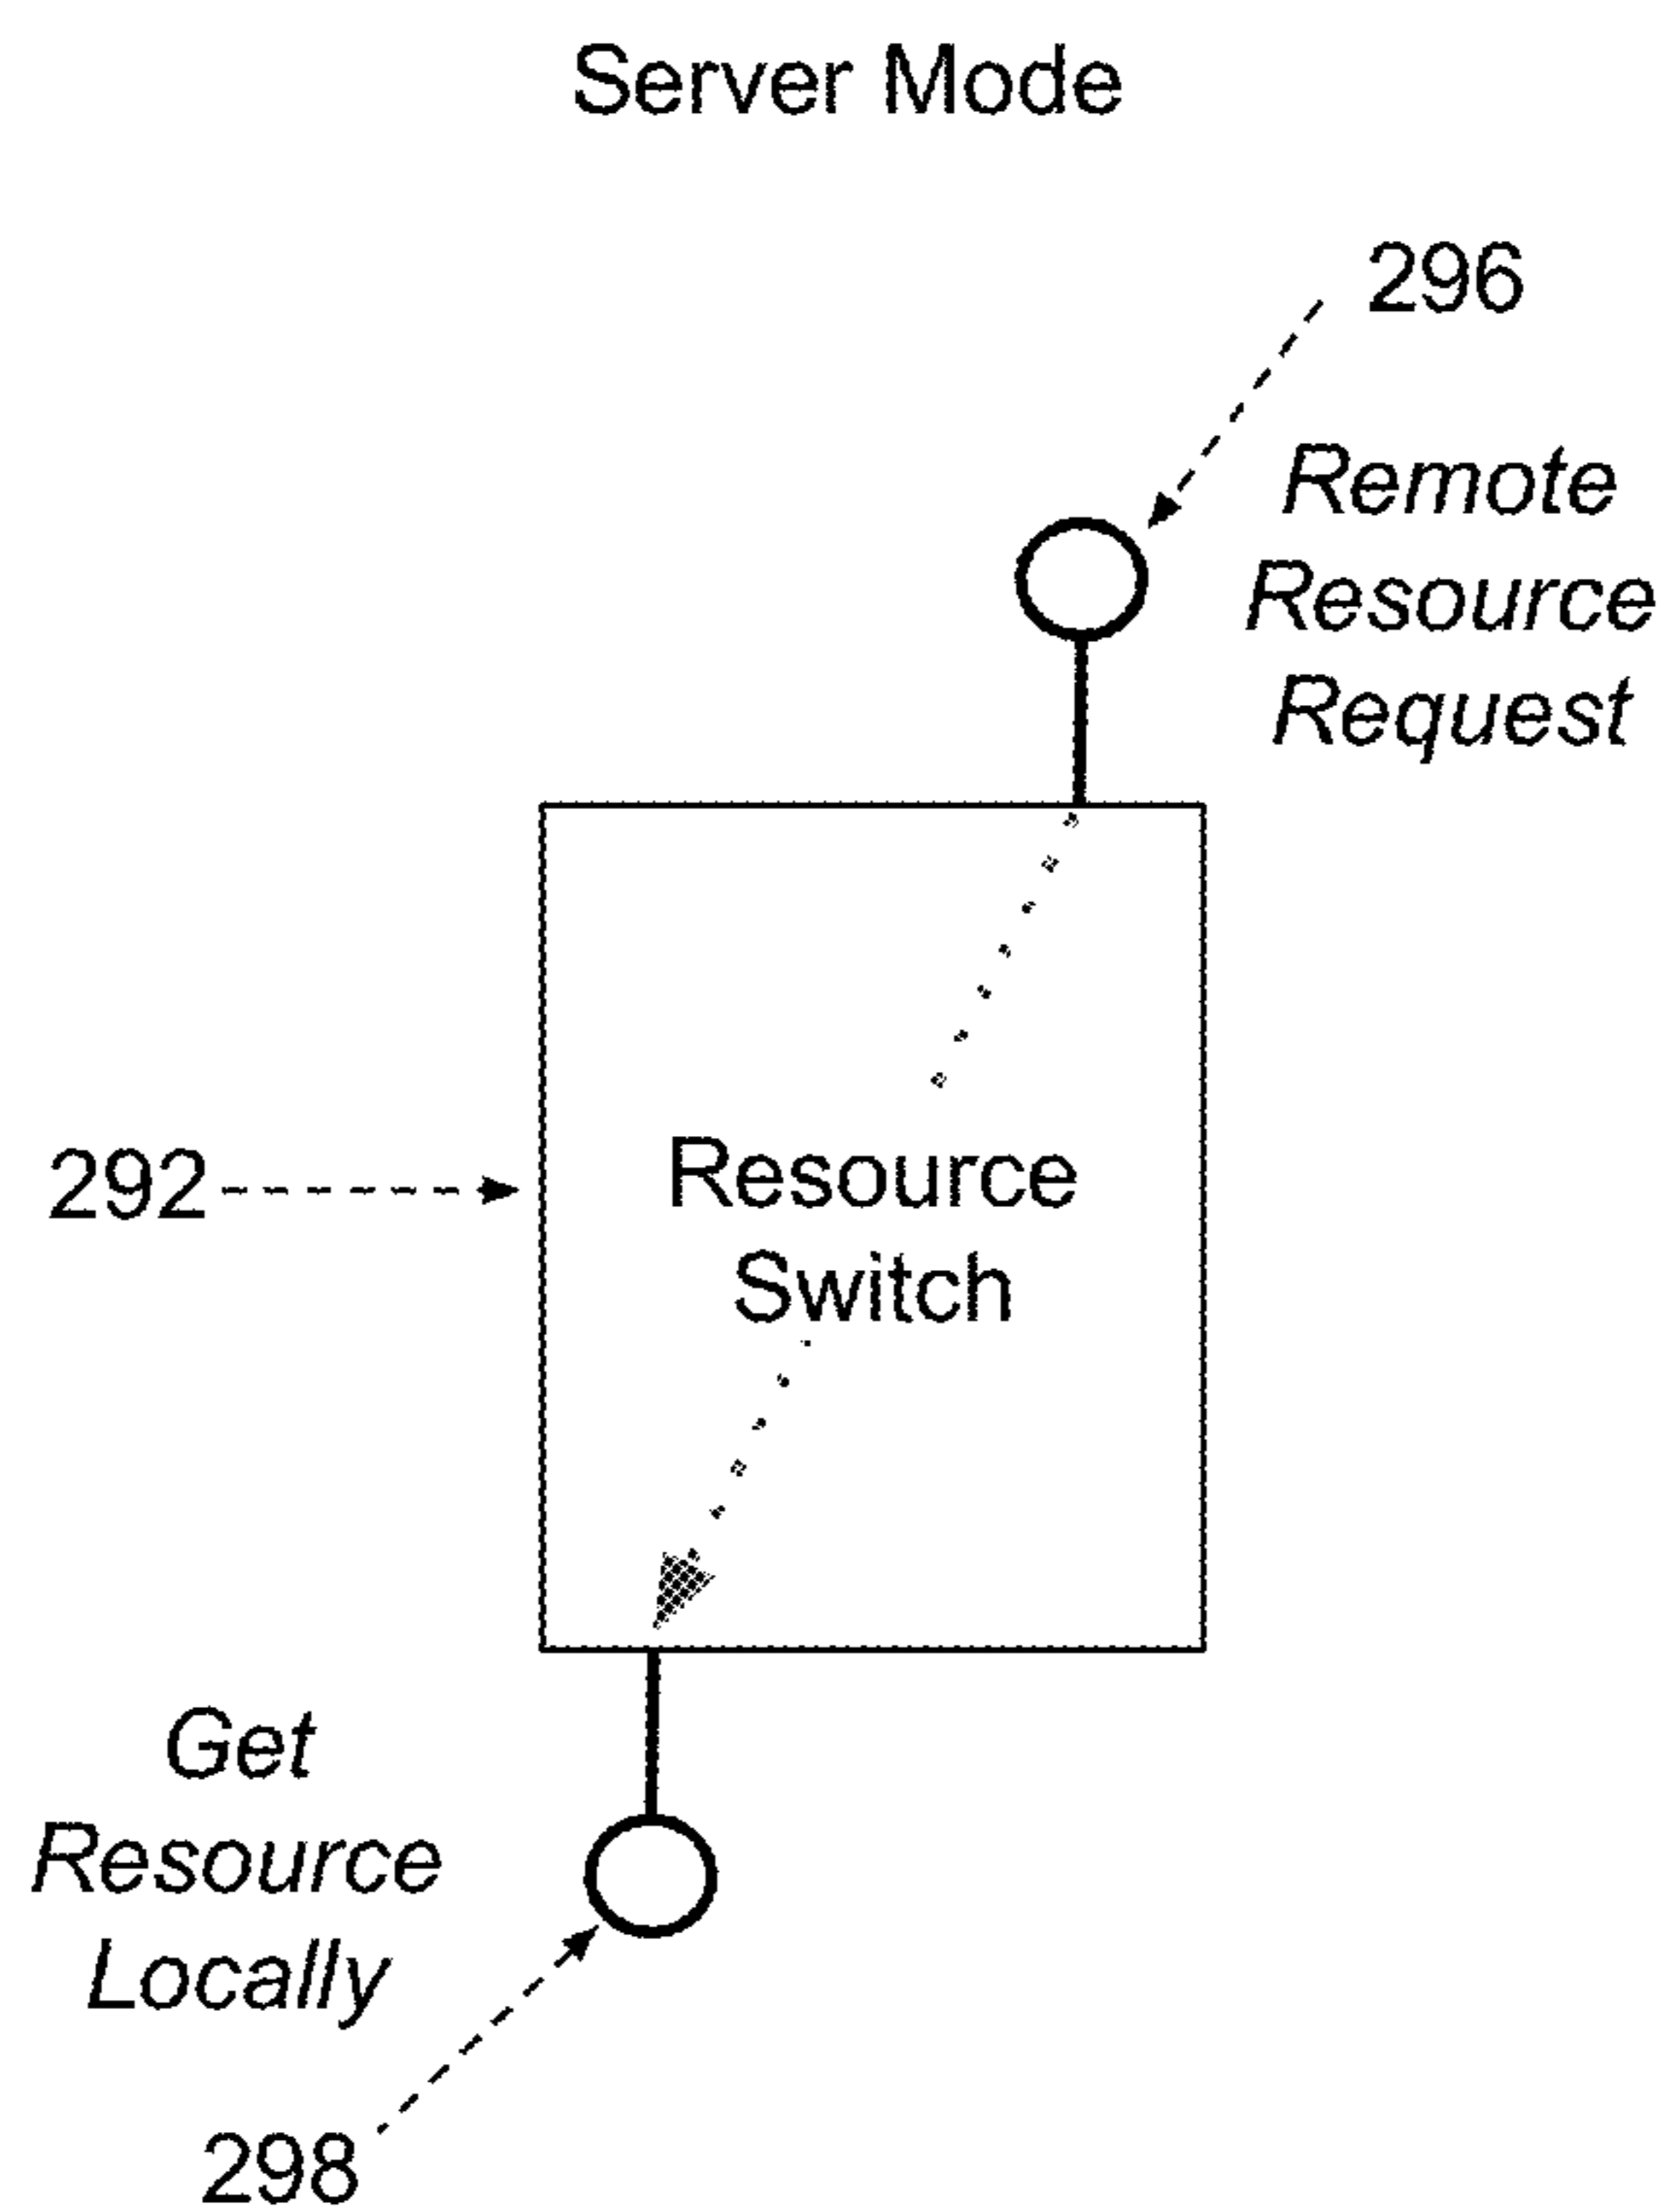 Server Mode
296
Remote
Resource
Request
292
Resource
Switch
Get
Resource
Locally
298